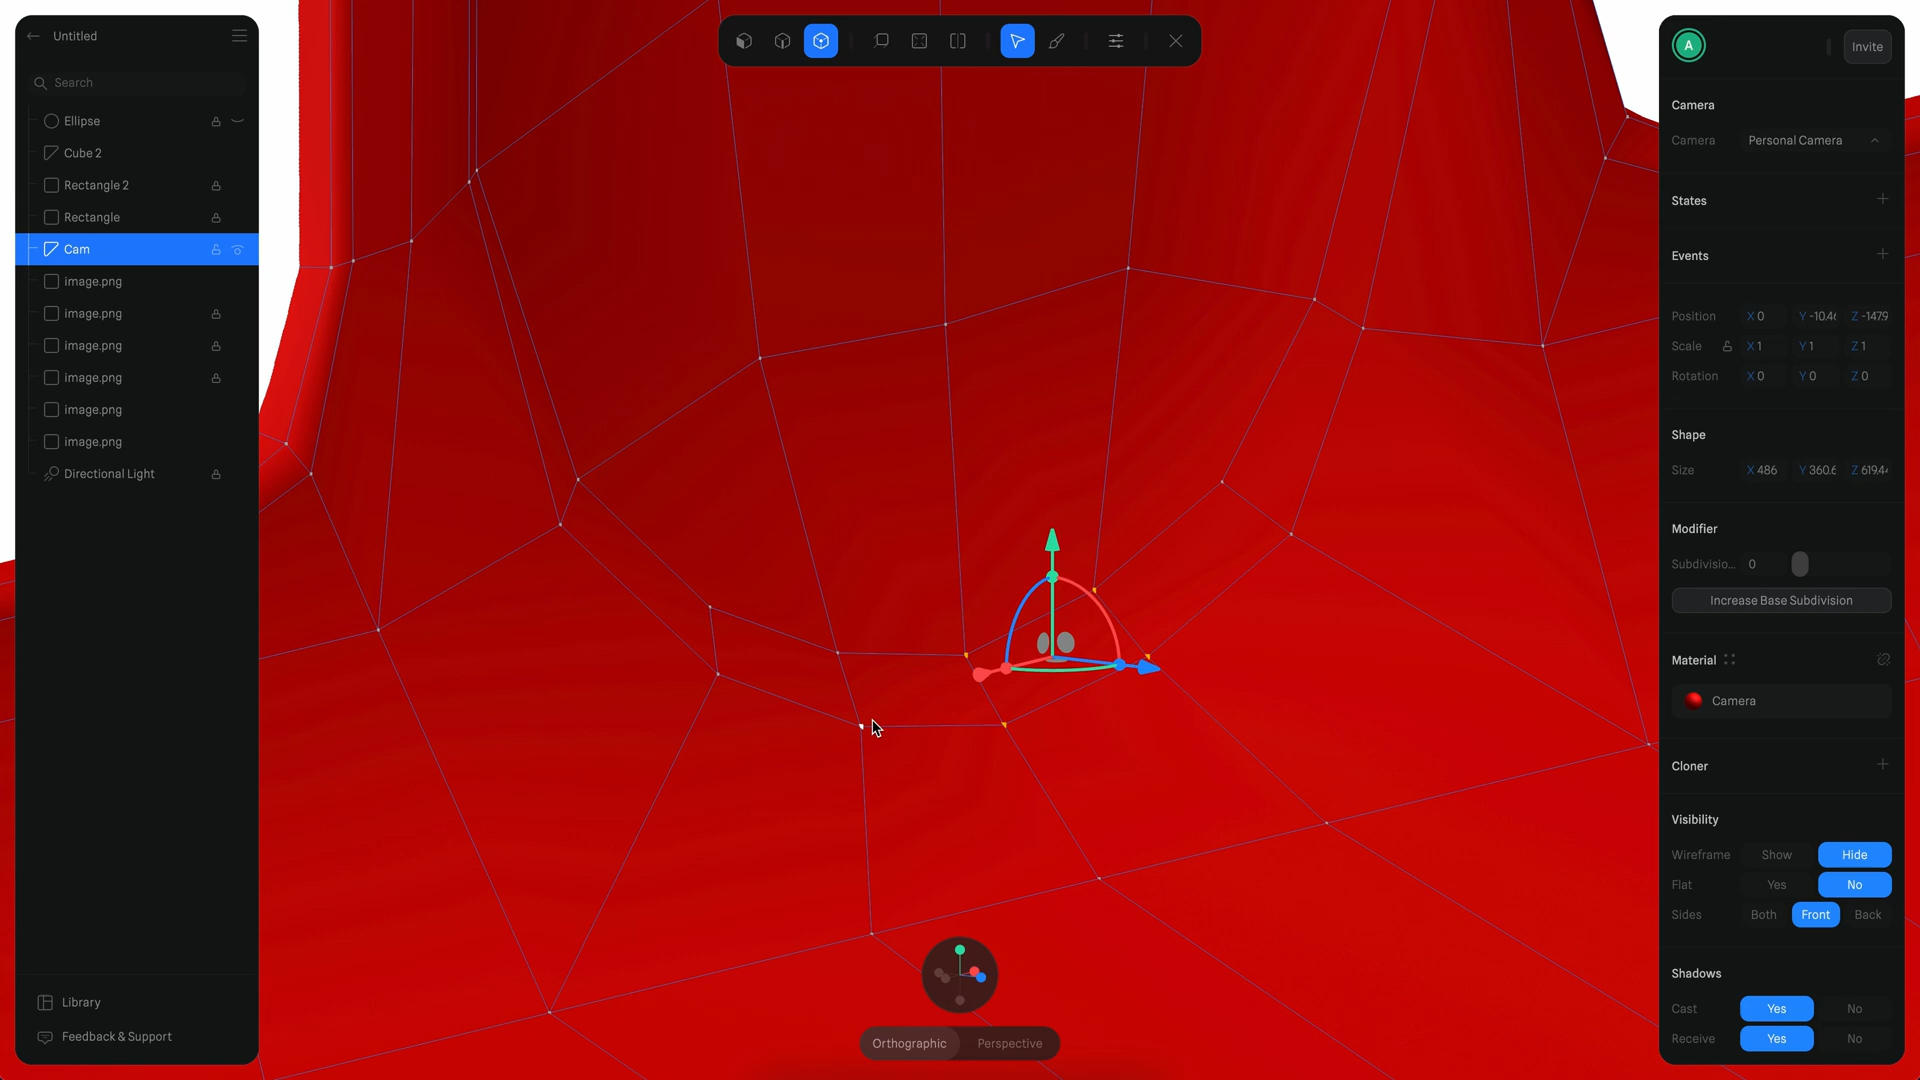 Untitled
Search
Ellipse
Cube 2
Rectangle 2
Rectangle
Cam
image.png
image.png
image.png
image.png
image.png
image.png
Directional Light
Library
Feedback & Support
Orthographic Perspective
A Invite
Camera
Camera Personal Camera
States
Events
Position X 0 Y -10.4 Z -147.9
Scale X 1 Y 1 Z 1
Rotation X 0 Y 0 Z 0
Shape
Size X 486 Y 360.6 Z 619.4
Modifier
Subdivisio... 0
Increase Base Subdivision
Material
Camera
Cloner
Visibility
Wireframe Show Hide
Flat Yes No
Sides Both Front Back
Shadows
Cast Yes No
Receive Yes No